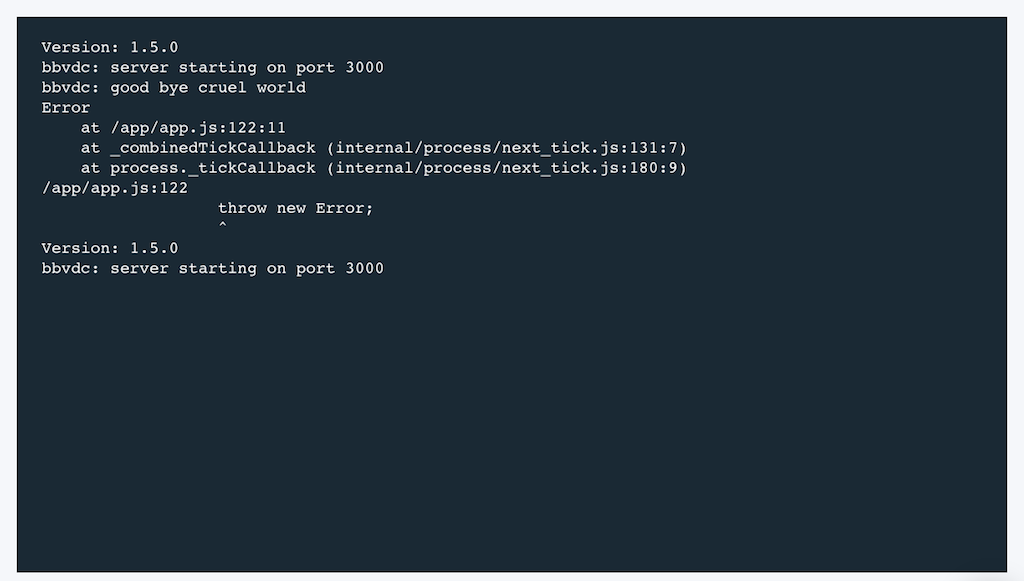 Version: 1.5.0
bbvdc: server starting on port 3000
bbvdc: good bye cruel world
Error
    at /app/app.js:122:11
    at _combinedTickCallback (internal/process/next_tick.js:131:7)
    at process._tickCallback (internal/process/next_tick.js:180:9)
/app/app.js:122
                  throw new Error;
                  ^
Version: 1.5.0
bbvdc: server starting on port 3000